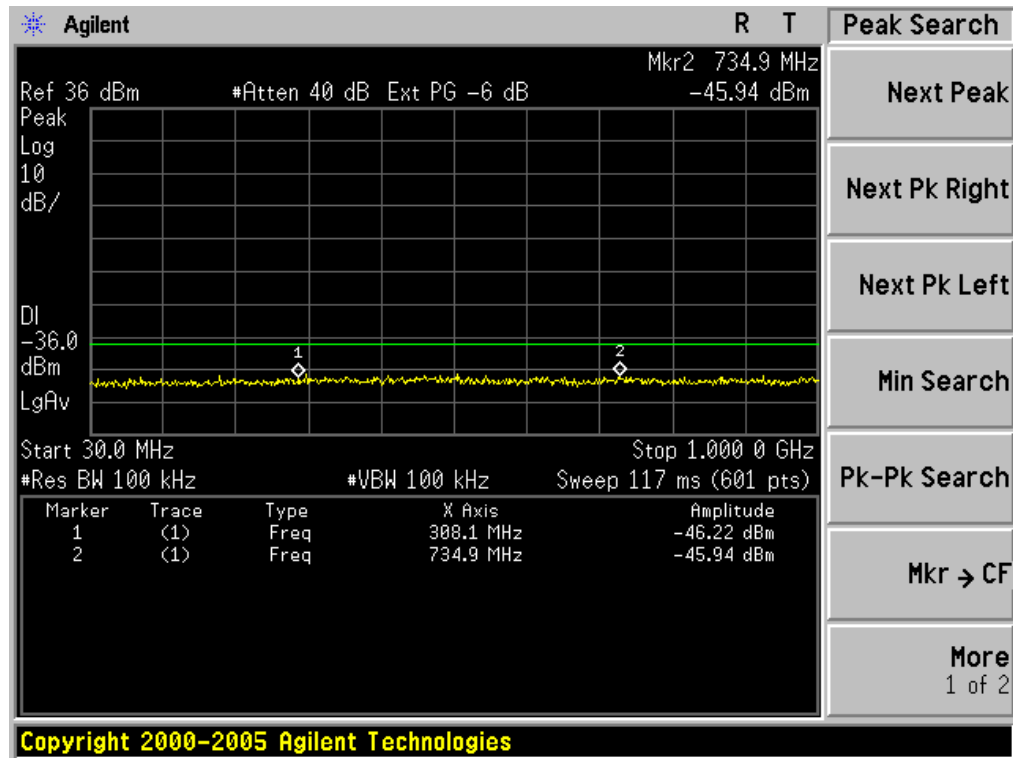 Agilent R T Peak Search
Mkr2 734.9 MHz
Ref 36 dBm #Atten 40 dB Ext PG -6 dB -45.94 dBm
Peak
Log
10
dB/
DI
-36.0
dBm
LgAv
1
2
Start 30.0 MHz Stop 1.000 0 GHz
#Res BW 100 kHz #VBW 100 kHz Sweep 117 ms (601 pts)
Marker Trace Type X Axis Amplitude
1 (1) Freq 308.1 MHz -46.22 dBm
2 (1) Freq 734.9 MHz -45.94 dBm
Next Peak
Next Pk Right
Next Pk Left
Min Search
Pk-Pk Search
Mkr → CF
More
1 of 2
Copyright 2000-2005 Agilent Technologies